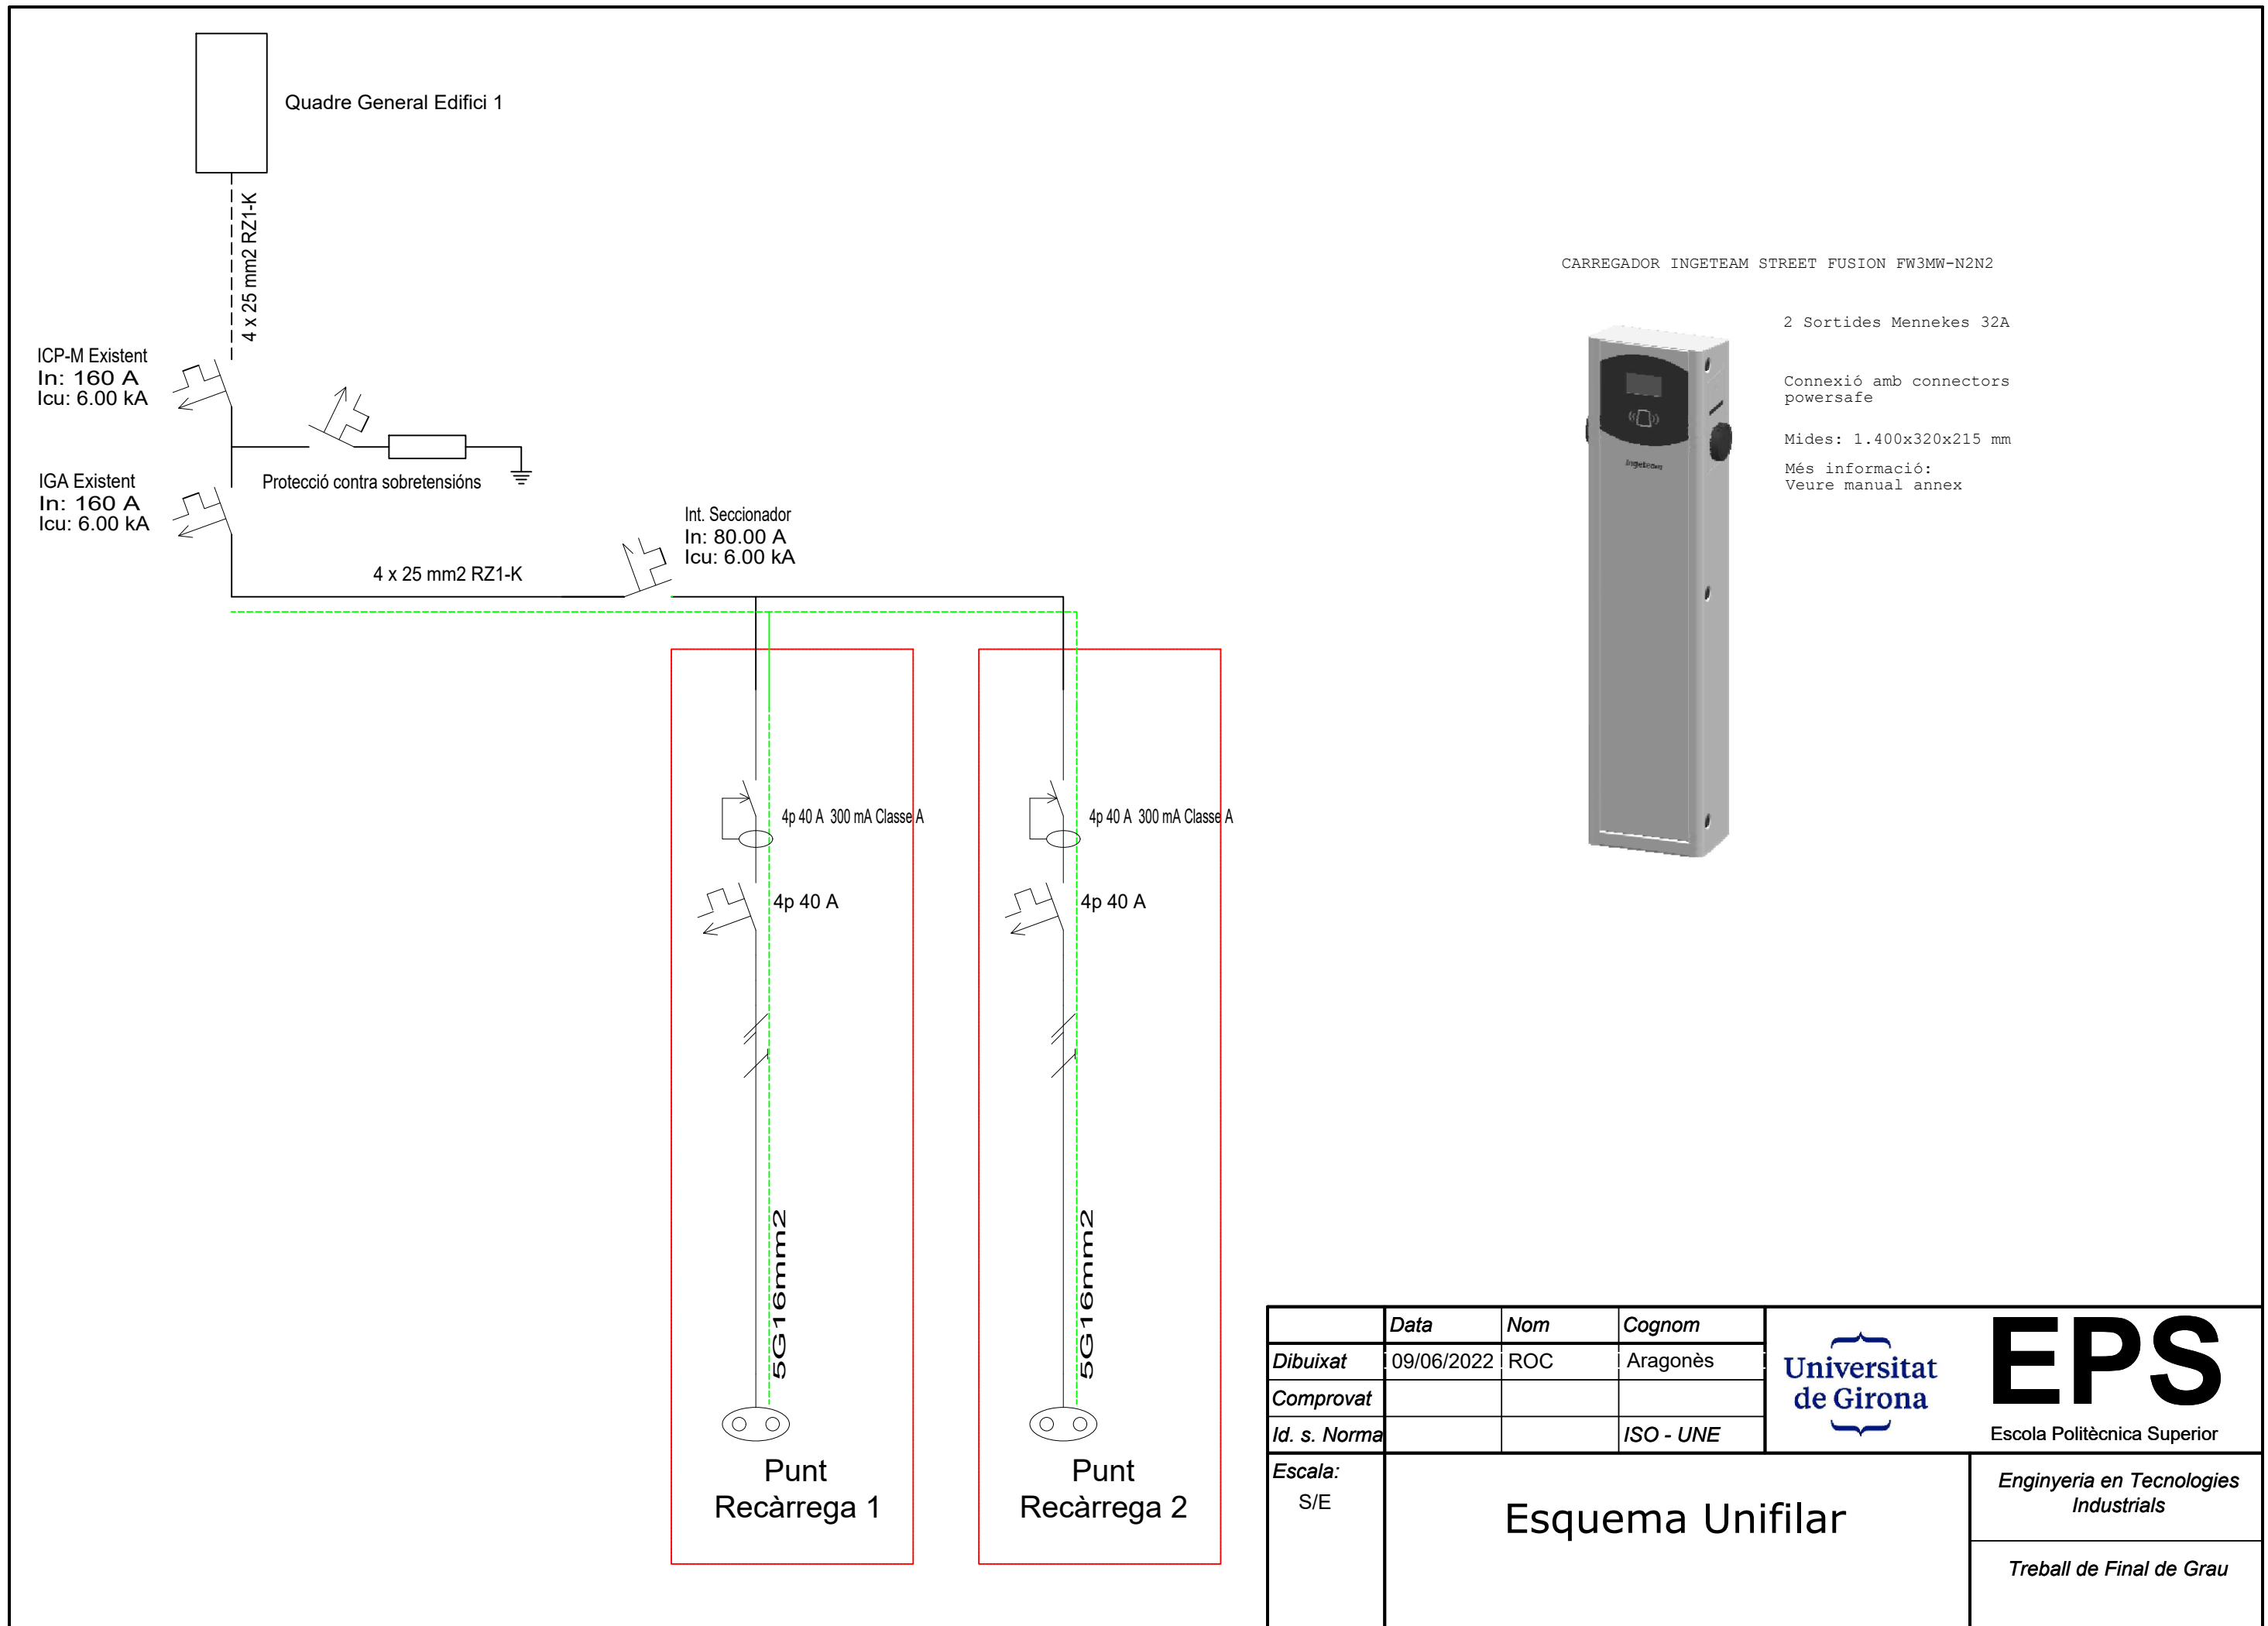 Quadre General Edifici 1
4 x 25 mm2 RZ1-K
ICP-M Existent
In: 160 A
Icu: 6.00 kA
Protecció contra sobretensións
IGA Existent
In: 160 A
Icu: 6.00 kA
4 x 25 mm2 RZ1-K
Int. Seccionador
In: 80.00 A
Icu: 6.00 kA
4p 40 A 300 mA Classe A
4p 40 A
5G16mm2
Punt
Recàrrega 1
4p 40 A 300 mA Classe A
4p 40 A
5G16mm2
Punt
Recàrrega 2
CARREGADOR INGETEAM STREET FUSION FW3MW-N2N2
2 Sortides Mennekes 32A
Connexió amb connectors
powersafe
Mides: 1.400x320x215 mm
Més informació:
Veure manual annex
Ingeteam
Data Nom Cognom
Dibuixat 09/06/2022 ROC Aragonès
Comprovat
Id. s. Norma ISO - UNE
Universitat
de Girona
EPS
Escola Politècnica Superior
Escala:
S/E
Esquema Unifilar
Enginyeria en Tecnologies
Industrials
Treball de Final de Grau